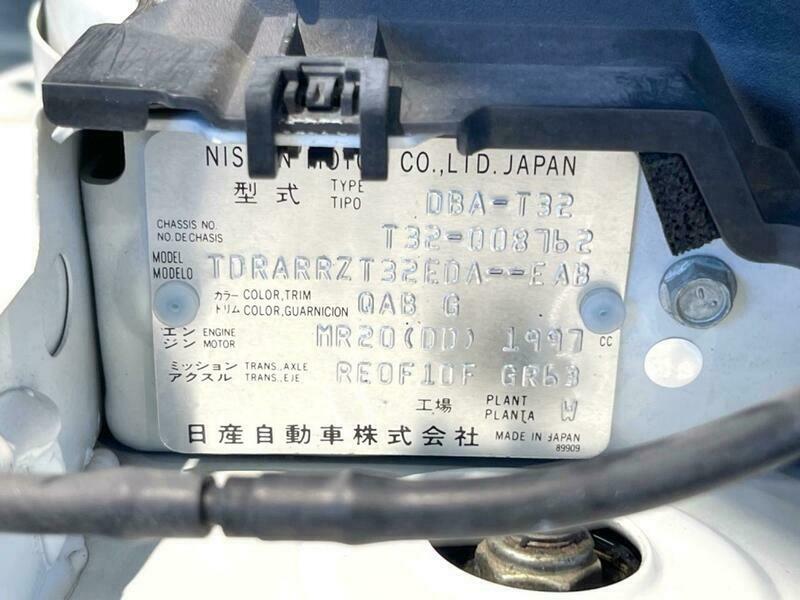 NISSAN MOTOR CO.,LTD. JAPAN
型式 TYPE TIPO DBA-T32
CHASSIS NO. NO.DE CHASIS T32-008762
MODEL MODELO TDRARRZT32EDA--EAB
カラー COLOR,TRIM トリム COLOR,GUARNICION QAB G
エンジン ENGINE MOTOR MR20(DD) 1997 CC
ミッション TRANS.,AXLE アクスル TRANS.,EJE RE0F10F GR63
工場 PLANT PLANTA W
日産自動車株式会社 MADE IN JAPAN
89909